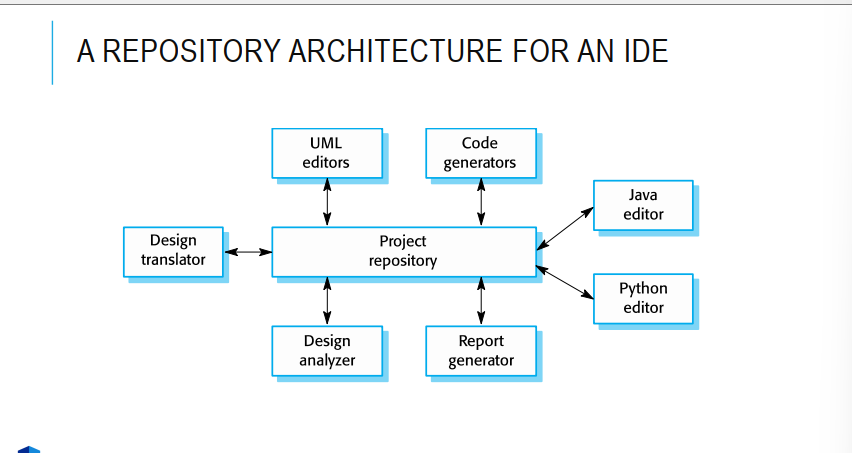 A REPOSITORY ARCHITECTURE FOR AN IDE
UML
editors
Code
generators
Java
editor
Design
translator
Project
repository
Python
editor
Design
analyzer
Report
generator